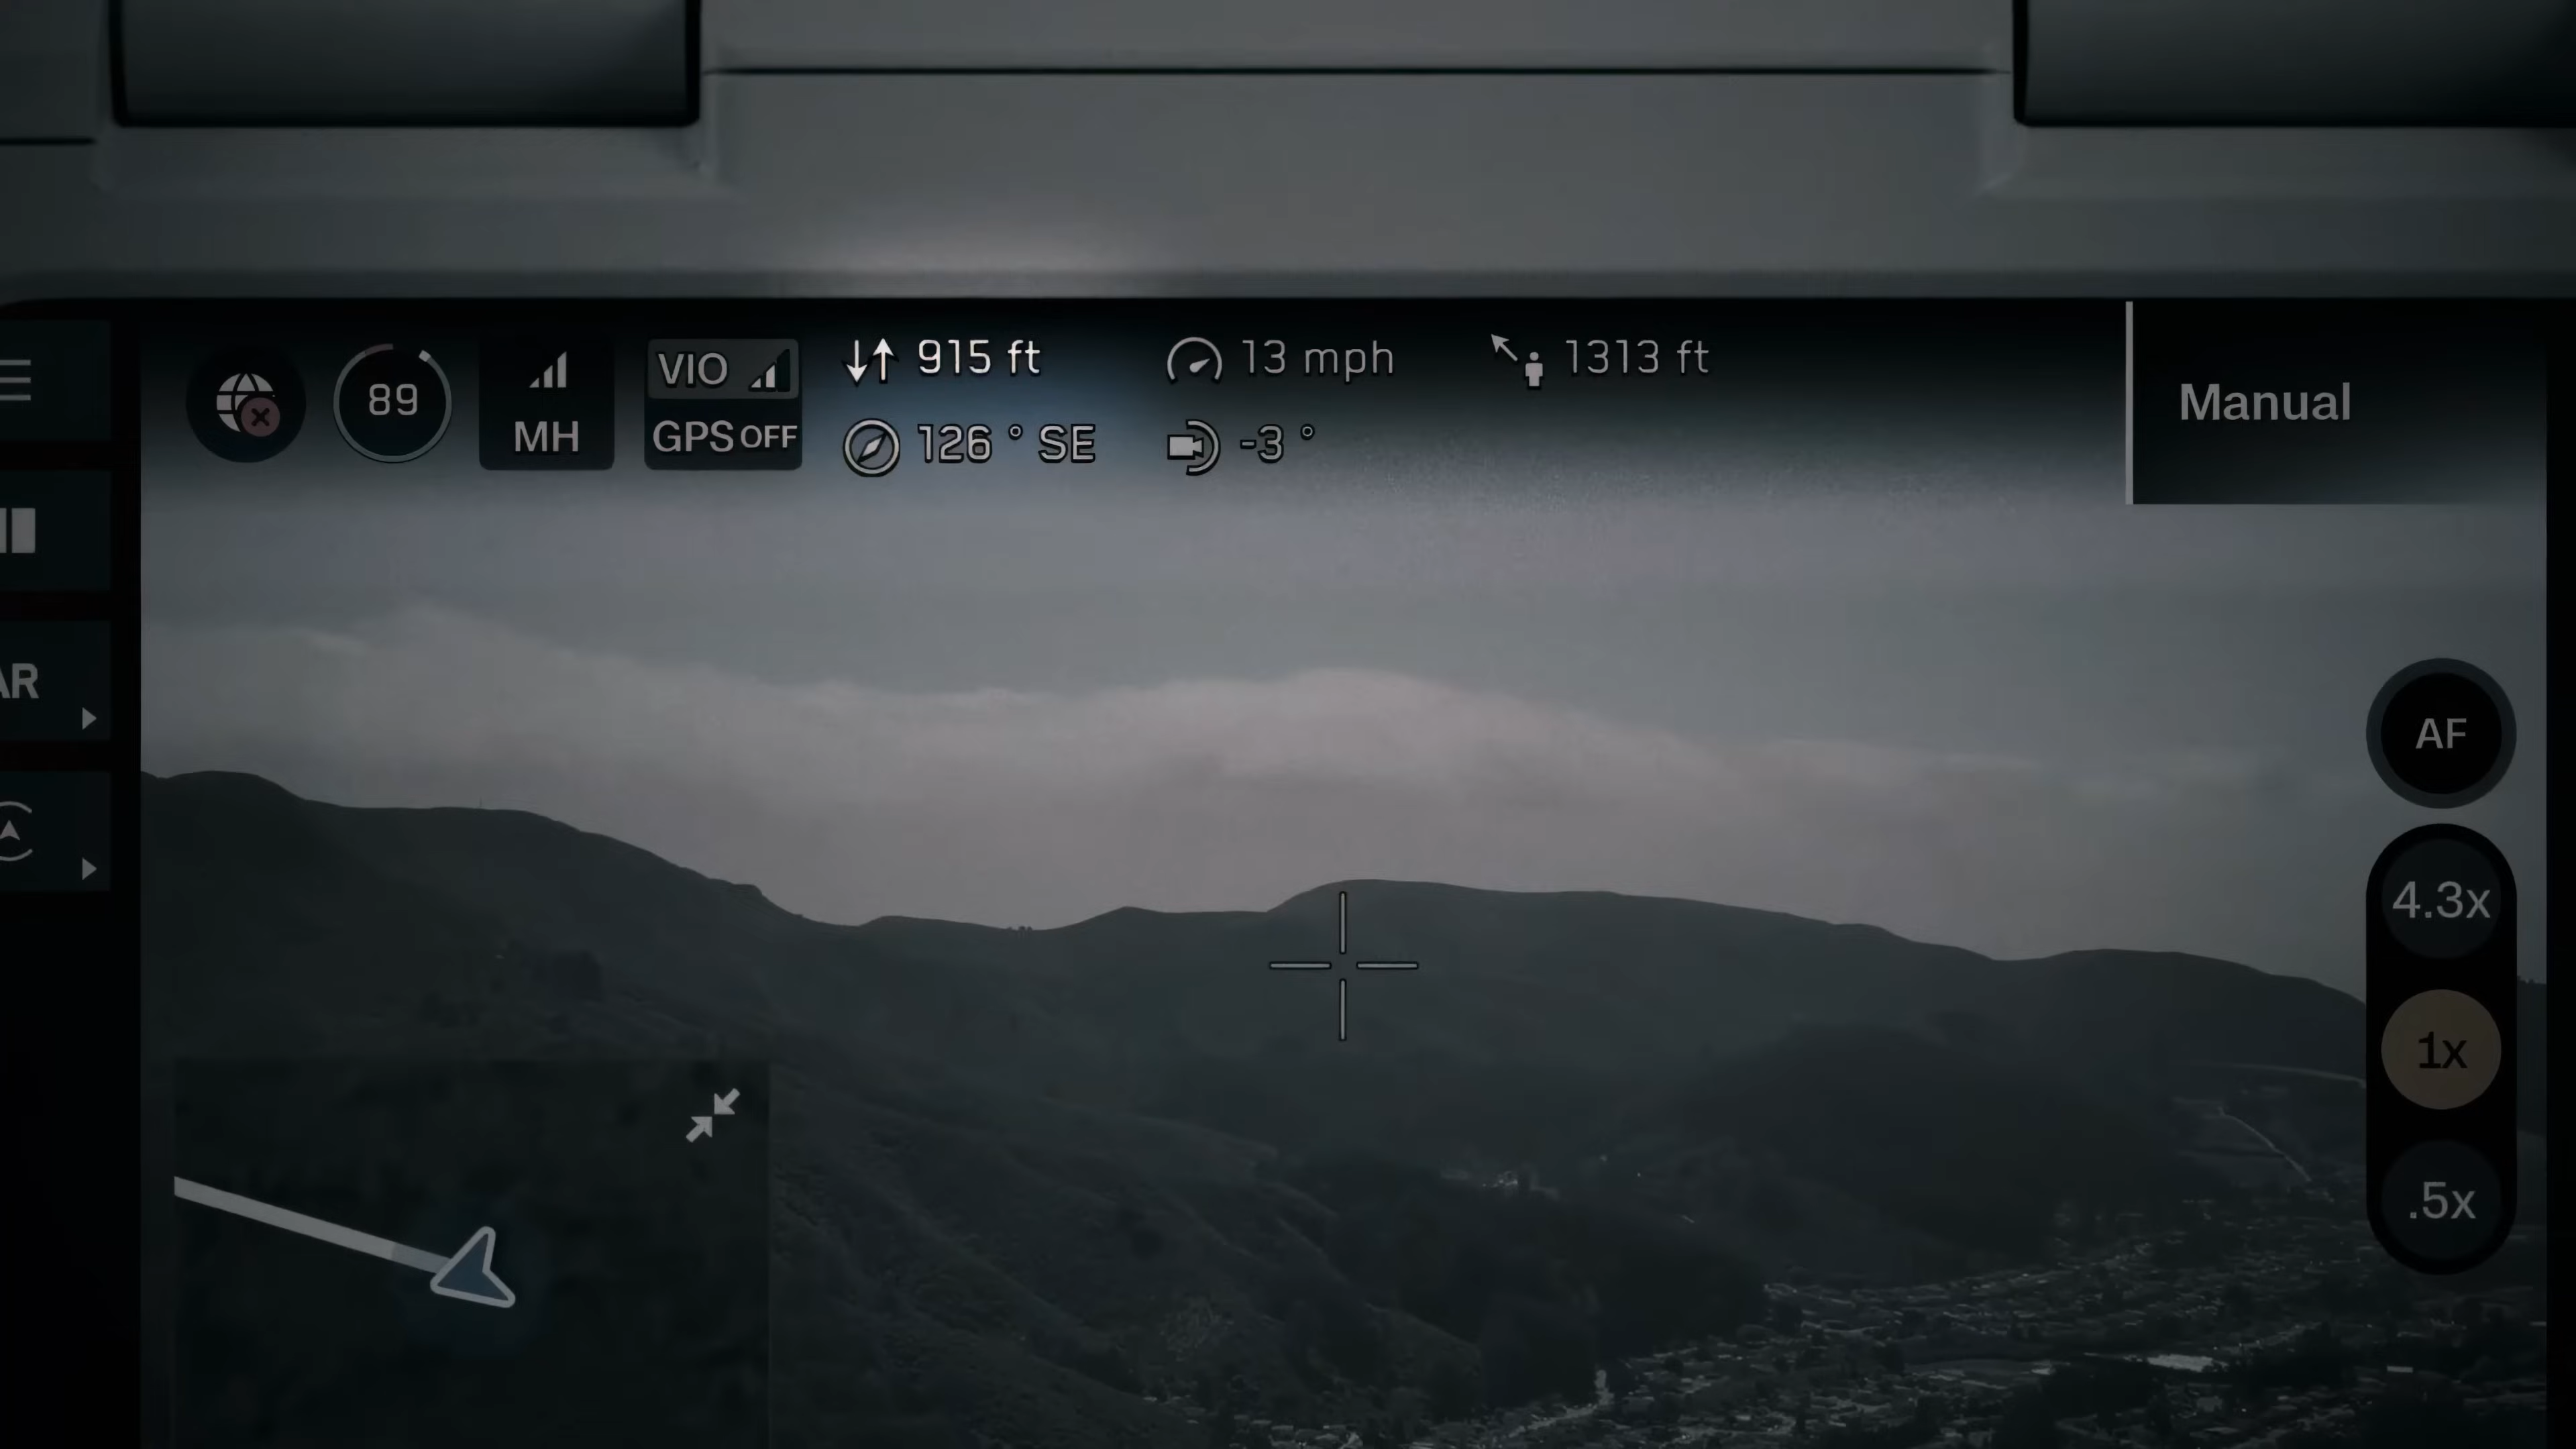 915 ft
13 mph
1313 ft
126 ° SE
-3 °
89
MH
VIO
GPS OFF
Manual
AR
AF
4.3x
1x
.5x